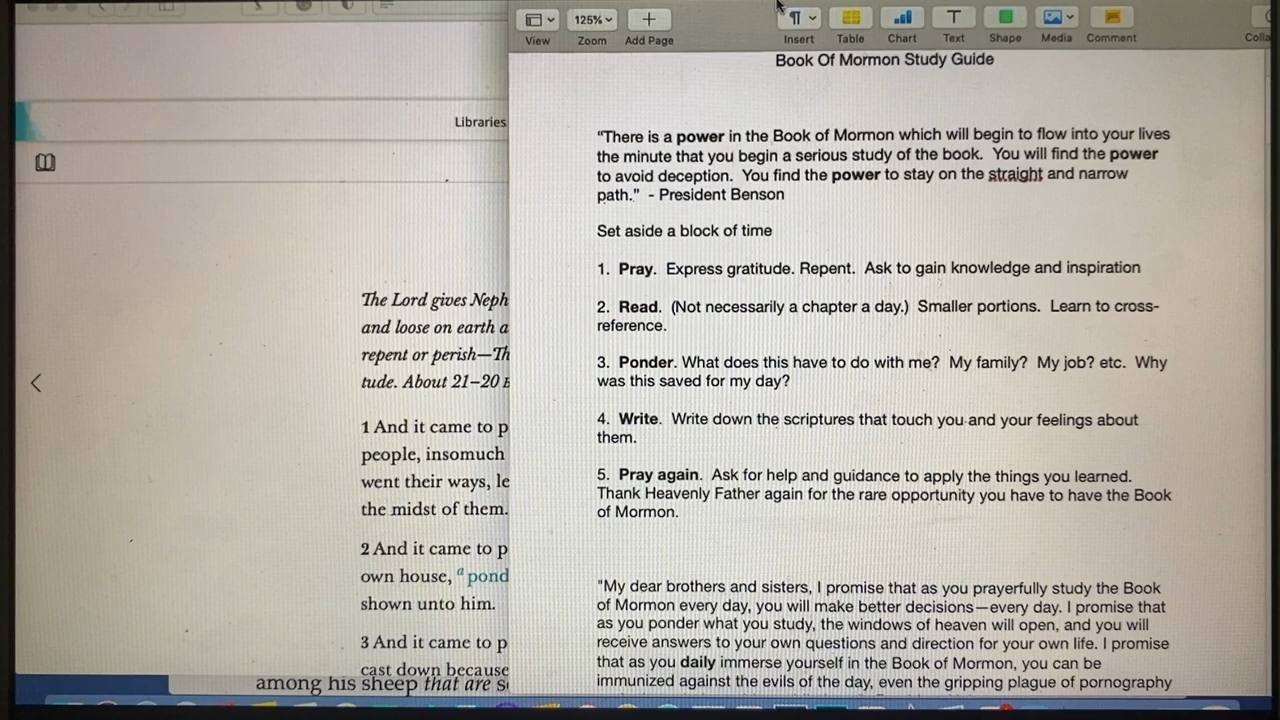 125%
View
Zoom
Add Page
Insert
Table
Chart
Text
Shape
Media
Comment
Libraries
The Lord gives Neph
and loose on earth a
repent or perish—Th
tude. About 21–20 B
1 And it came to p
people, insomuch
went their ways, le
the midst of them.
2 And it came to p
own house, a pond
shown unto him.
3 And it came to p
cast down because
among his sheep that are s
Book Of Mormon Study Guide
"There is a power in the Book of Mormon which will begin to flow into your lives
the minute that you begin a serious study of the book.  You will find the power
to avoid deception.  You find the power to stay on the straight and narrow
path."  - President Benson
Set aside a block of time
1.  Pray.  Express gratitude. Repent.  Ask to gain knowledge and inspiration
2.  Read.  (Not necessarily a chapter a day.)  Smaller portions.  Learn to cross-
reference.
3.  Ponder. What does this have to do with me?  My family?  My job? etc.  Why
was this saved for my day?
4.  Write.  Write down the scriptures that touch you and your feelings about
them.
5.  Pray again.  Ask for help and guidance to apply the things you learned.
Thank Heavenly Father again for the rare opportunity you have to have the Book
of Mormon.
"My dear brothers and sisters, I promise that as you prayerfully study the Book
of Mormon every day, you will make better decisions—every day. I promise that
as you ponder what you study, the windows of heaven will open, and you will
receive answers to your own questions and direction for your own life. I promise
that as you daily immerse yourself in the Book of Mormon, you can be
immunized against the evils of the day, even the gripping plague of pornography